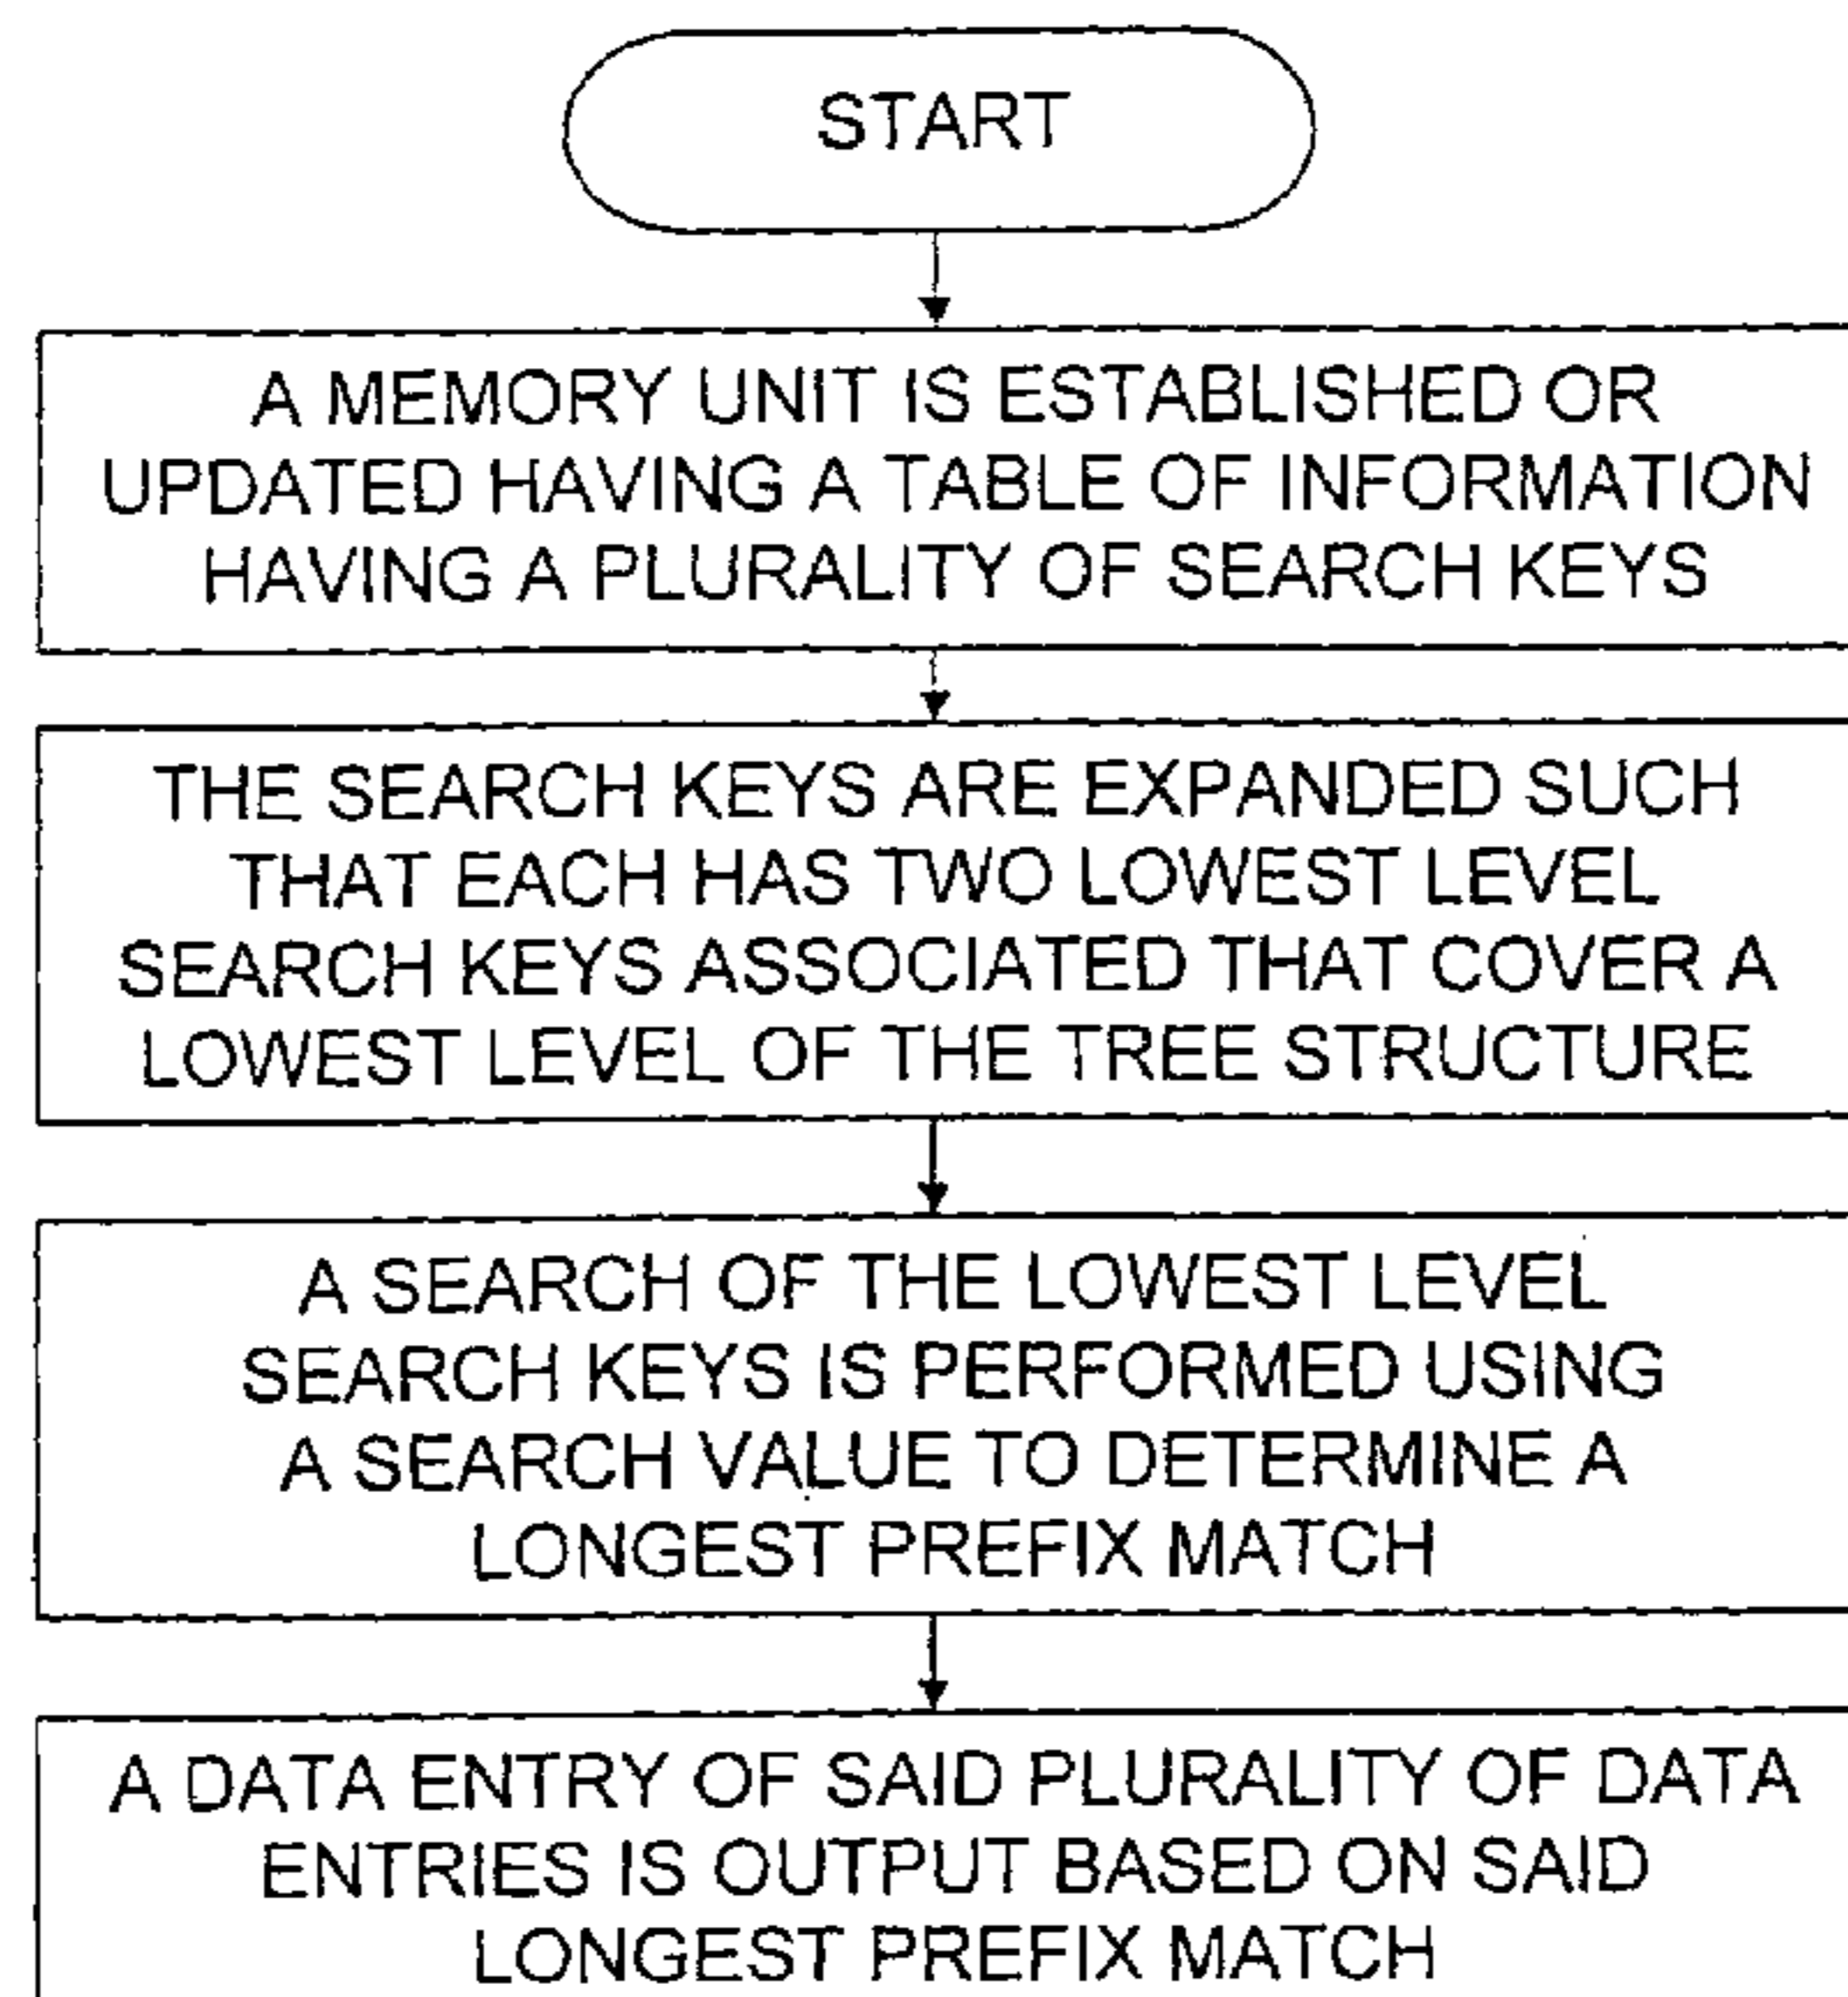 START
A MEMORY UNIT IS ESTABLISHED OR
UPDATED HAVING A TABLE OF INFORMATION
HAVING A PLURALITY OF SEARCH KEYS
THE SEARCH KEYS ARE EXPANDED SUCH
THAT EACH HAS TWO LOWEST LEVEL
SEARCH KEYS ASSOCIATED THAT COVER A
LOWEST LEVEL OF THE TREE STRUCTURE
A SEARCH OF THE LOWEST LEVEL
SEARCH KEYS IS PERFORMED USING
A SEARCH VALUE TO DETERMINE A
LONGEST PREFIX MATCH
A DATA ENTRY OF SAID PLURALITY OF DATA
ENTRIES IS OUTPUT BASED ON SAID
LONGEST PREFIX MATCH